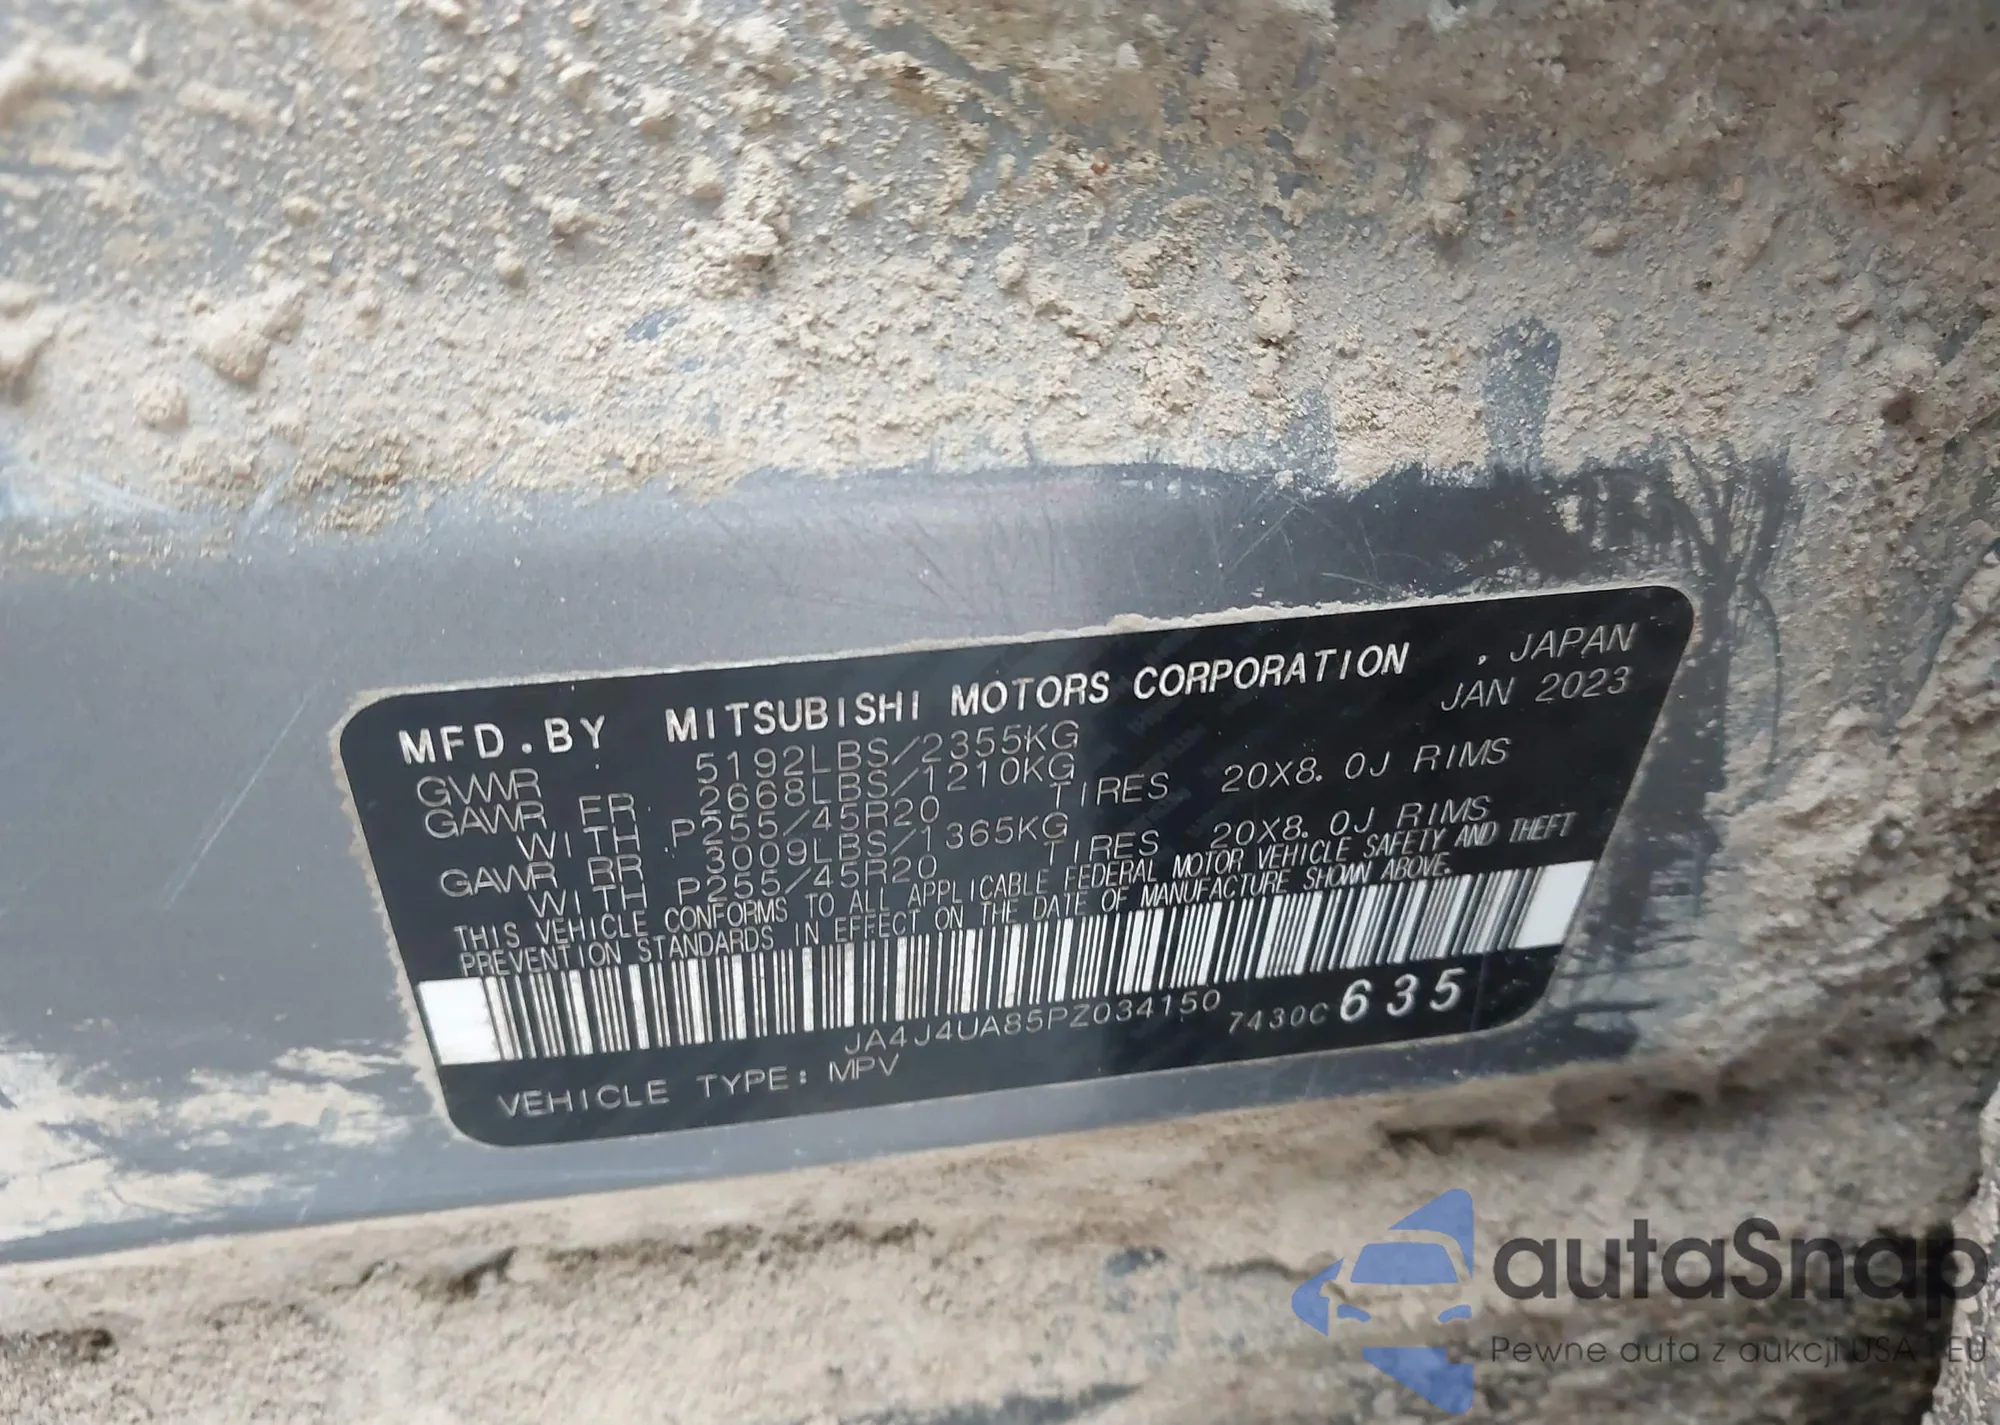 MFD.BY MITSUBISHI MOTORS CORPORATION , JAPAN
GVWR 5192LBS/2355KG JAN 2023
GAWR FR 2668LBS/1210KG
WITH P255/45R20 TIRES 20X8.0J RIMS
GAWR RR 3009LBS/1365KG
WITH P255/45R20 TIRES 20X8.0J RIMS
THIS VEHICLE CONFORMS TO ALL APPLICABLE FEDERAL MOTOR VEHICLE SAFETY AND THEFT
PREVENTION STANDARDS IN EFFECT ON THE DATE OF MANUFACTURE SHOWN ABOVE.
JA4J4UA85PZ034150 7430C 635
VEHICLE TYPE: MPV
autaSnap
Pewne auta z aukcji USA i EU